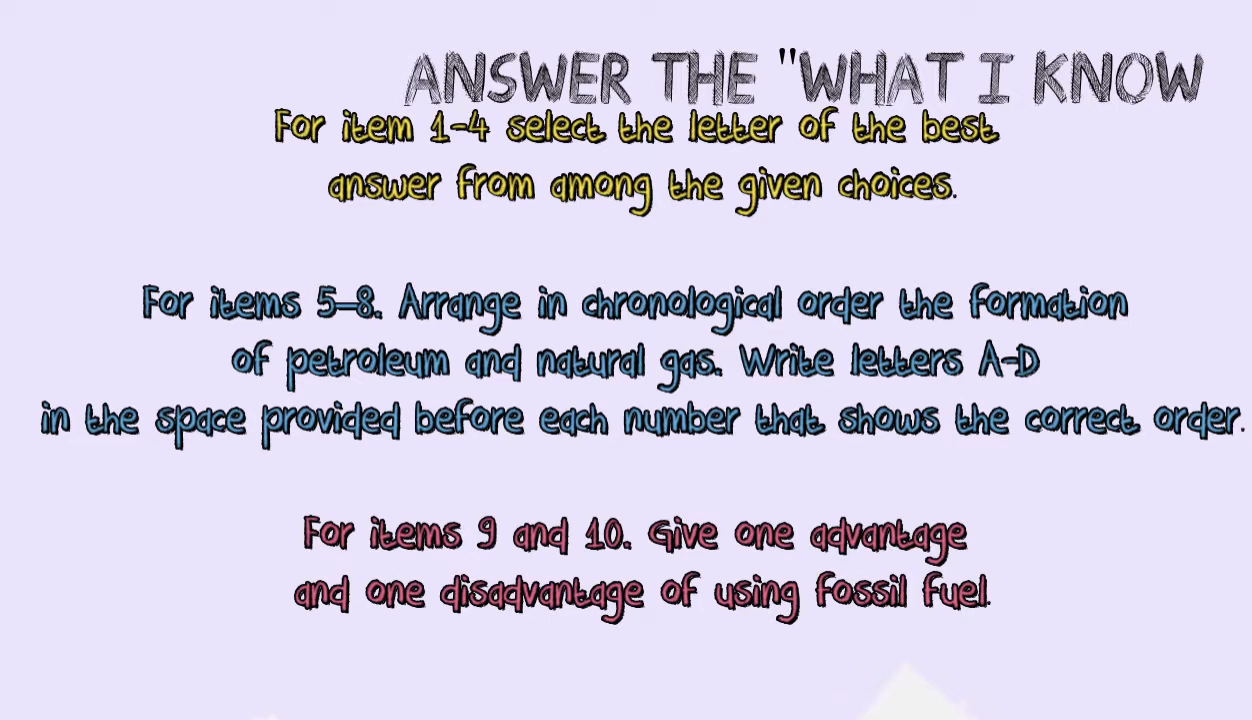 ANSWER THE "WHAT I KNOW
For item 1-4 select the letter of the best
answer from among the given choices.
For items 5–8. Arrange in chronological order the formation
of petroleum and natural gas. Write letters A-D
in the space provided before each number that shows the correct order.
For items 9 and 10. Give one advantage
and one disadvantage of using fossil fuel.